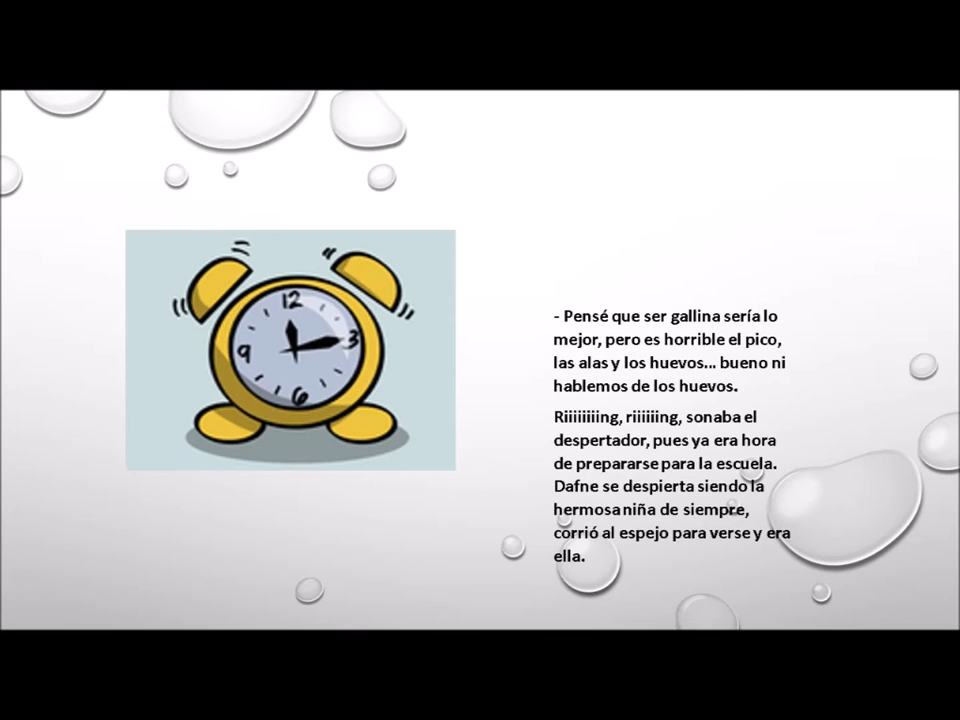 12
3
9
6
- Pensé que ser gallina sería lo
mejor, pero es horrible el pico,
las alas y los huevos... bueno ni
hablemos de los huevos.
Riiiiiiiing, riiiiiing, sonaba el
despertador, pues ya era hora
de prepararse para la escuela.
Dafne se despierta siendo la
hermosa niña de siempre,
corrió al espejo para verse y era
ella.